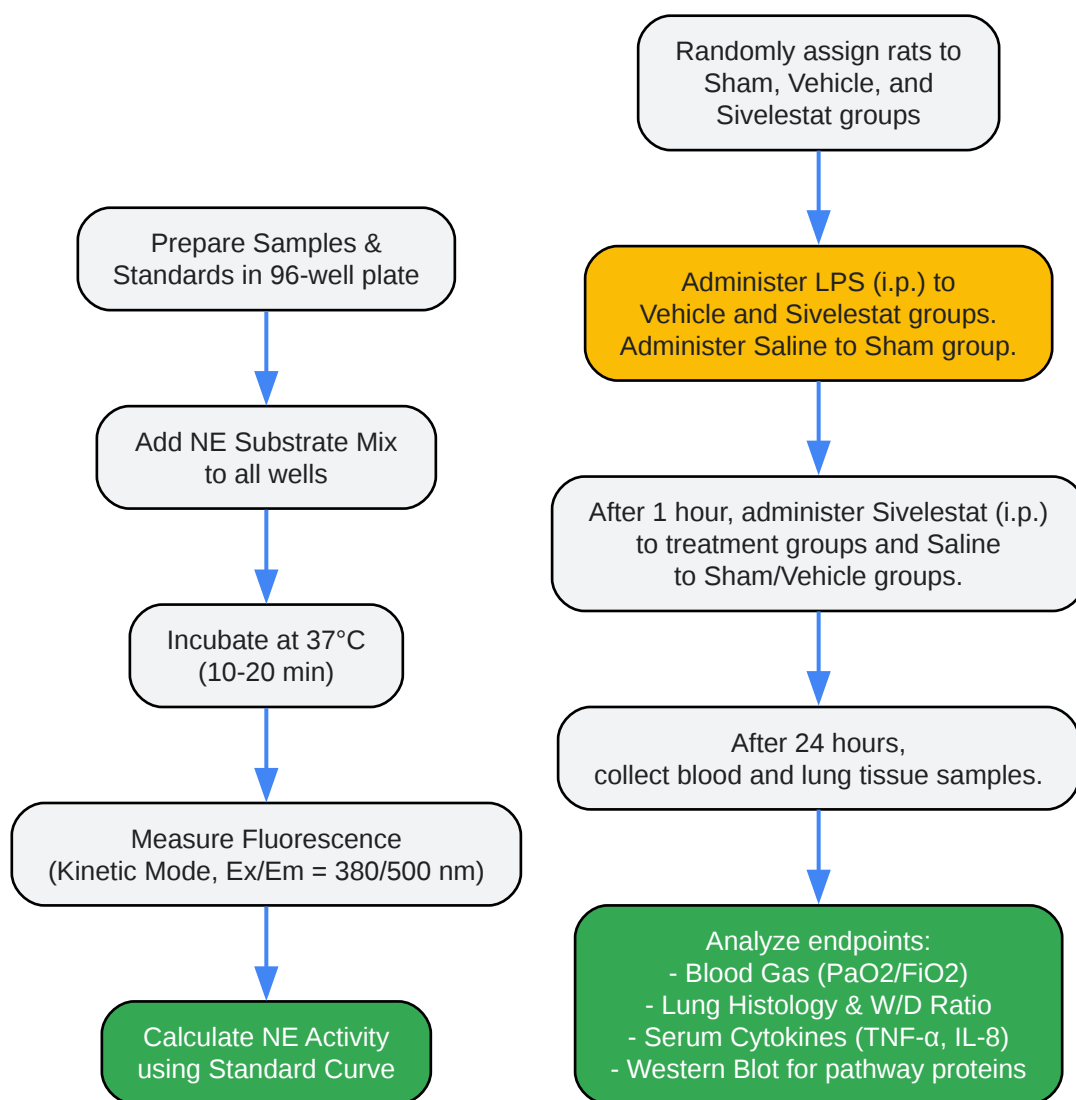 Prepare Samples &
Standards in 96-well plate
Add NE Substrate Mix
to all wells
Incubate at 37°C
(10-20 min)
Measure Fluorescence
(Kinetic Mode, Ex/Em = 380/500 nm)
Calculate NE Activity
using Standard Curve
Randomly assign rats to
Sham, Vehicle, and
Sivelestat groups
Administer LPS (i.p.) to
Vehicle and Sivelestat groups.
Administer Saline to Sham group.
After 1 hour, administer Sivelestat (i.p.)
to treatment groups and Saline
to Sham/Vehicle groups.
After 24 hours,
collect blood and lung tissue samples.
Analyze endpoints:
- Blood Gas (PaO2/FiO2)
- Lung Histology & W/D Ratio
- Serum Cytokines (TNF-α, IL-8)
- Western Blot for pathway proteins